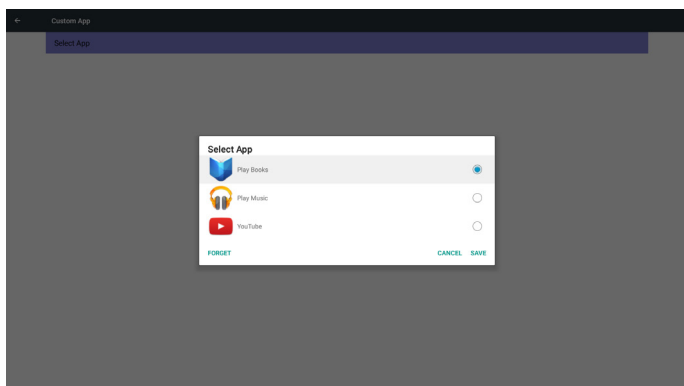 Custom App
Select App
Select App
Play Books
Play Music
YouTube
FORGET CANCEL SAVE